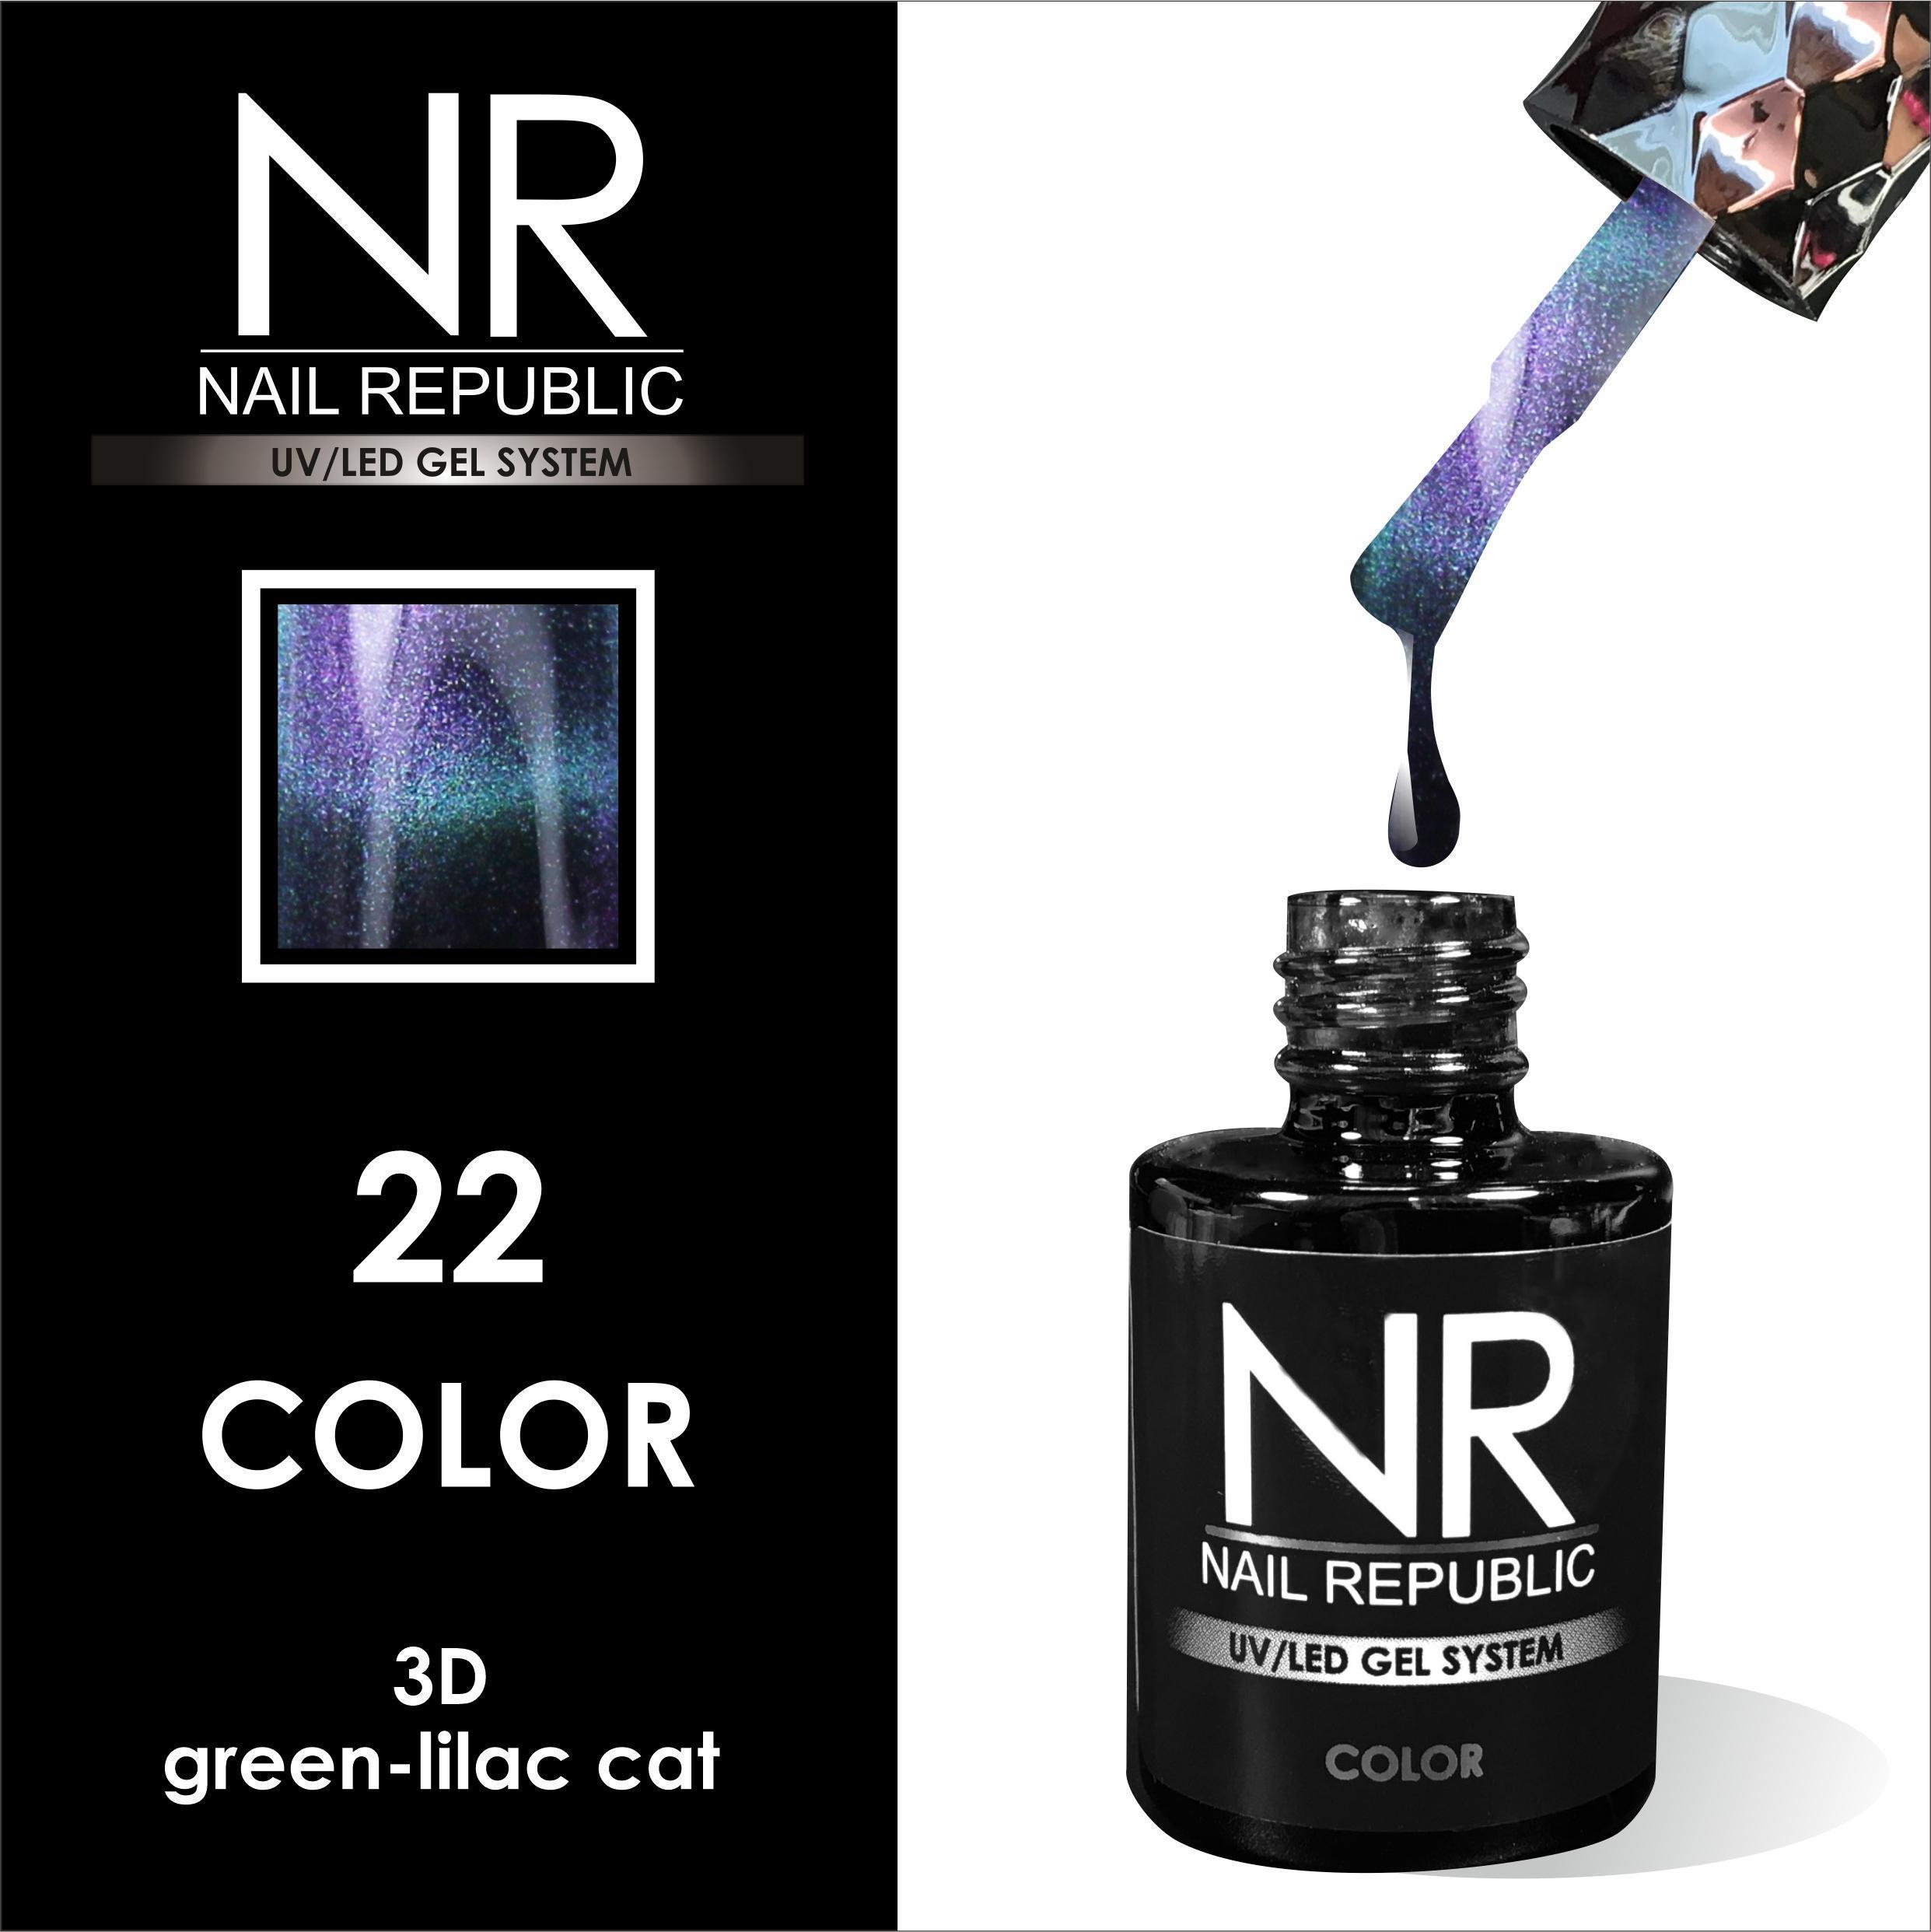 NR
NAIL REPUBLIC
UV/LED GEL SYSTEM
22
COLOR
3D
green-lilac cat
NR
NAIL REPUBLIC
UV/LED GEL SYSTEM
COLOR